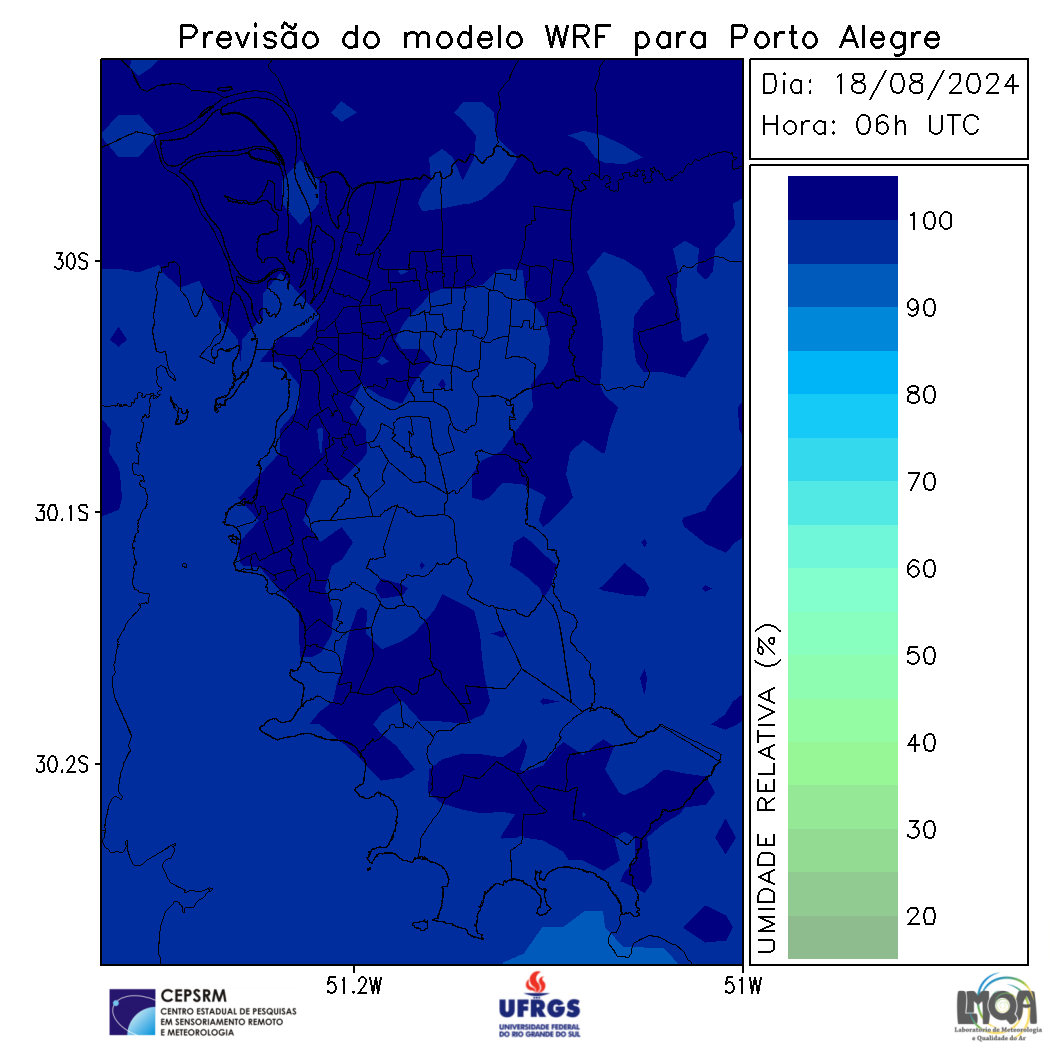 Previsão do modelo WRF para Porto Alegre
Dia: 18/08/2024
Hora: 06h UTC
30S
30.1S
30.2S
51.2W
51W
100
90
80
70
60
50
40
30
20
UMIDADE RELATIVA (%)
CEPSRM
CENTRO ESTADUAL DE PESQUISAS
EM SENSORIAMENTO REMOTO
E METEOROLOGIA
UFRGS
UNIVERSIDADE FEDERAL
DO RIO GRANDE DO SUL
LMQA
Laboratório de Meteorologia
e Qualidade do Ar